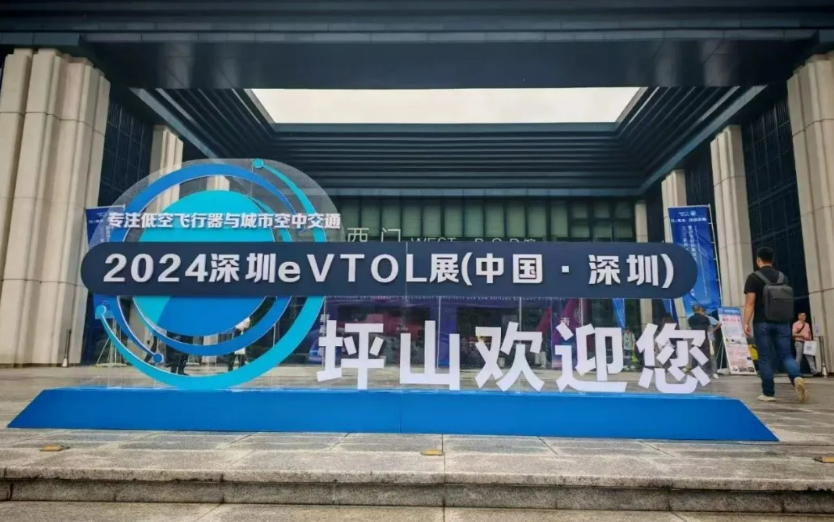 专注低空飞行器与城市空中交通
西门
2024深圳eVTOL展(中国·深圳)
坪山欢迎您